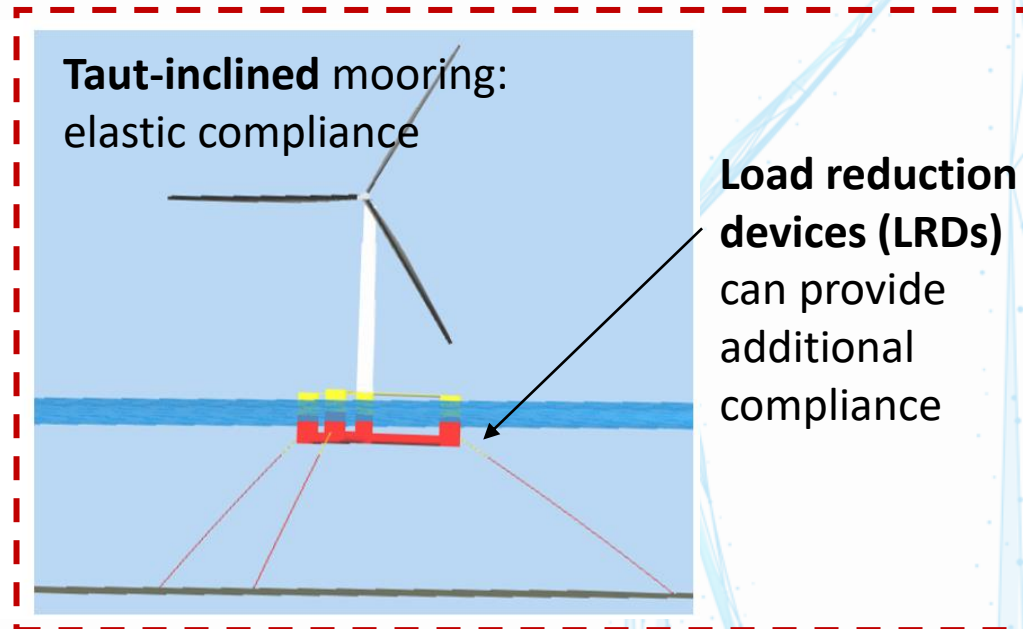 Taut-inclined mooring:
elastic compliance
Load reduction
devices (LRDs)
can provide
additional
compliance